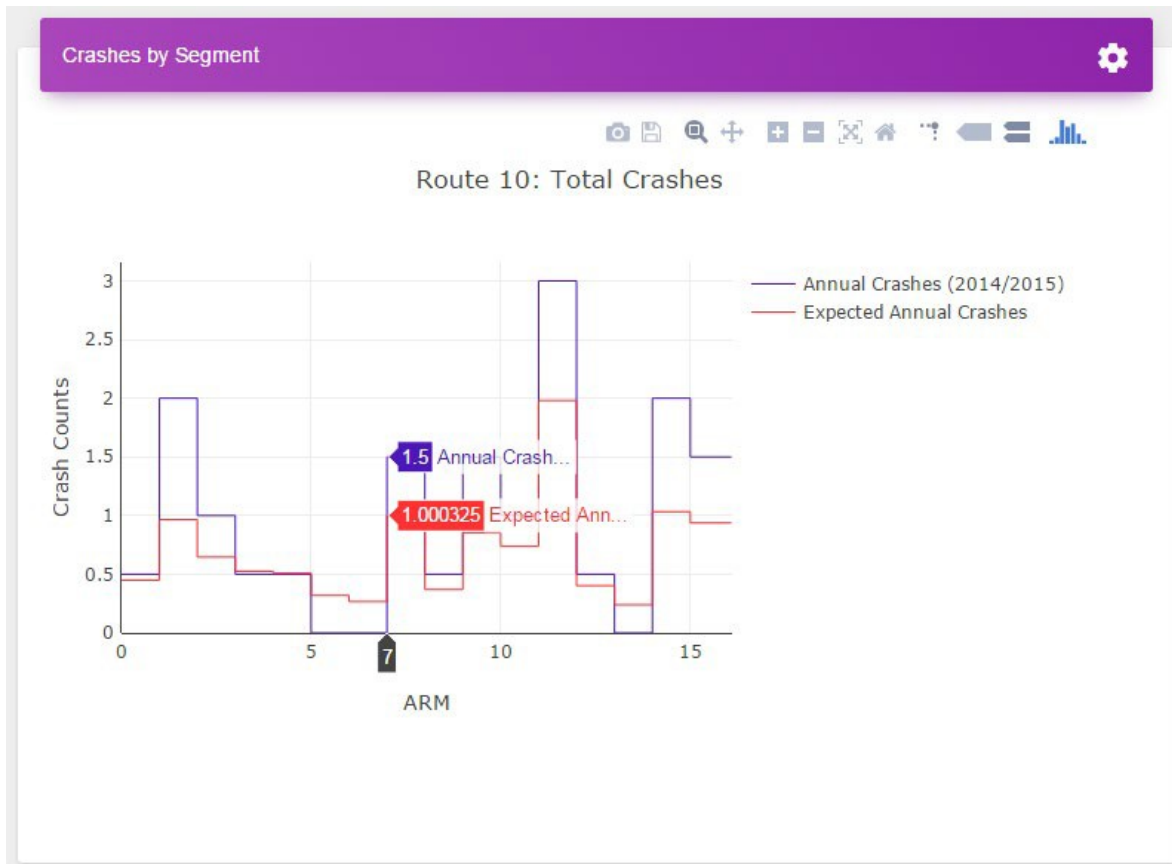 Crashes by Segment
Route 10: Total Crashes
3
2.5
2
1.5
1
0.5
0
Crash Counts
1.5 Annual Crash...
1.000325 Expected Ann...
0 5 7 10 15
ARM
Annual Crashes (2014/2015)
Expected Annual Crashes